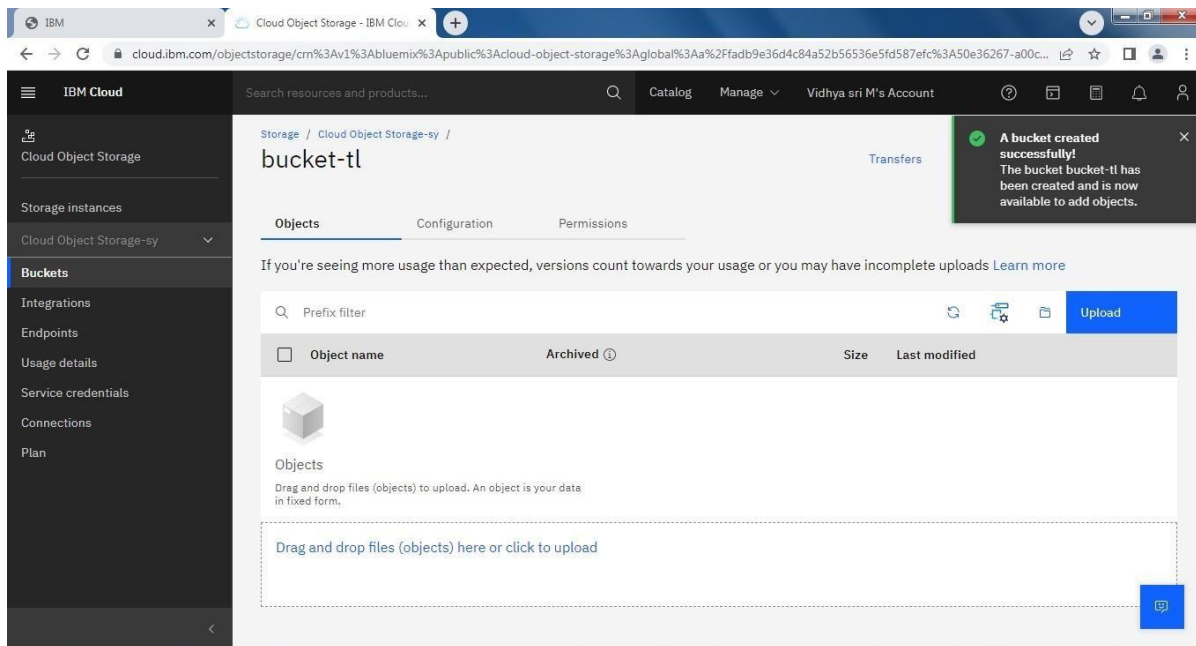 IBM
Cloud Object Storage - IBM Clou
cloud.ibm.com/objectstorage/crn%3Av1%3Abluemix%3Apublic%3Acloud-object-storage%3Aglobal%3Aa%2Ffadb9e36d4c84a52b56536e5fd587efc%3A50e36267-a00c...
IBM Cloud
Search resources and products...
Catalog
Manage
Vidhya sri M's Account
Cloud Object Storage
Storage instances
Cloud Object Storage-sy
Buckets
Integrations
Endpoints
Usage details
Service credentials
Connections
Plan
Storage / Cloud Object Storage-sy /
bucket-tl
Transfers
A bucket created
successfully!
The bucket bucket-tl has
been created and is now
available to add objects.
Objects
Configuration
Permissions
If you're seeing more usage than expected, versions count towards your usage or you may have incomplete uploads Learn more
Prefix filter
Upload
Object name
Archived
Size
Last modified
Objects
Drag and drop files (objects) to upload. An object is your data
in fixed form.
Drag and drop files (objects) here or click to upload